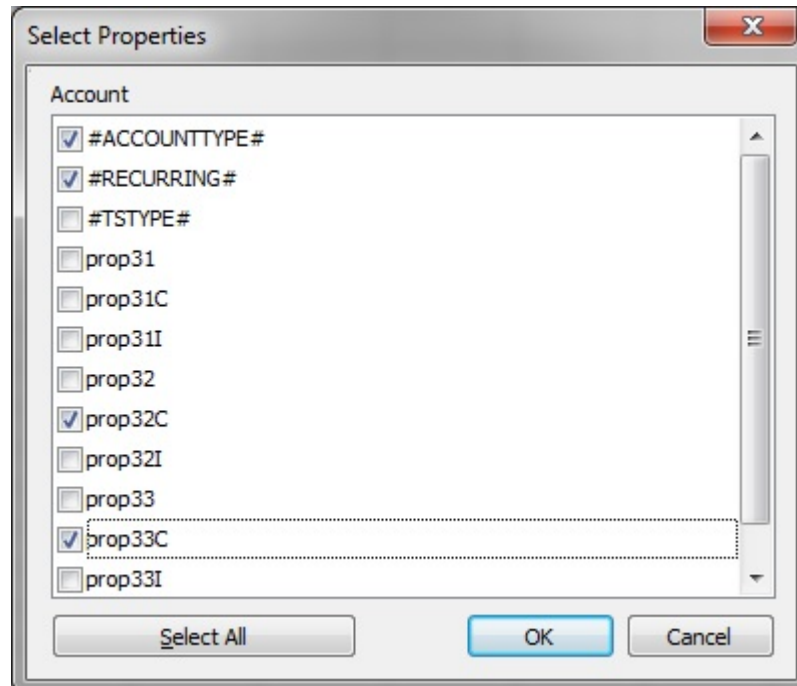 Select Properties
Account
#ACCOUNTTYPE#
#RECURRING#
#TSTYPE#
prop31
prop31C
prop31I
prop32
prop32C
prop32I
prop33
prop33C
prop33I
Select All
OK
Cancel